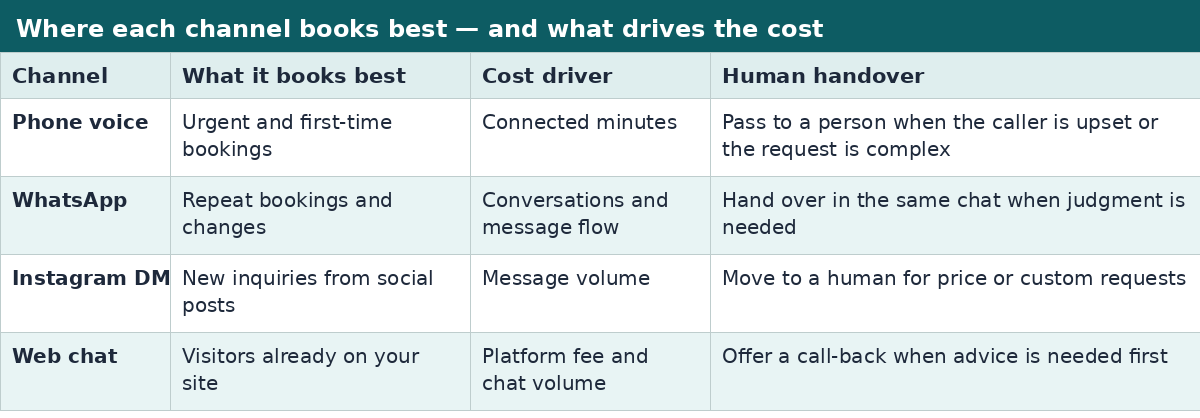 Where each channel books best — and what drives the cost
Channel
What it books best
Cost driver
Human handover
Phone voice
Urgent and first-time
bookings
Connected minutes
Pass to a person when the caller is upset or
the request is complex
WhatsApp
Repeat bookings and
changes
Conversations and
message flow
Hand over in the same chat when judgment is
needed
Instagram DM
New inquiries from social
posts
Message volume
Move to a human for price or custom requests
Web chat
Visitors already on your
site
Platform fee and
chat volume
Offer a call-back when advice is needed first